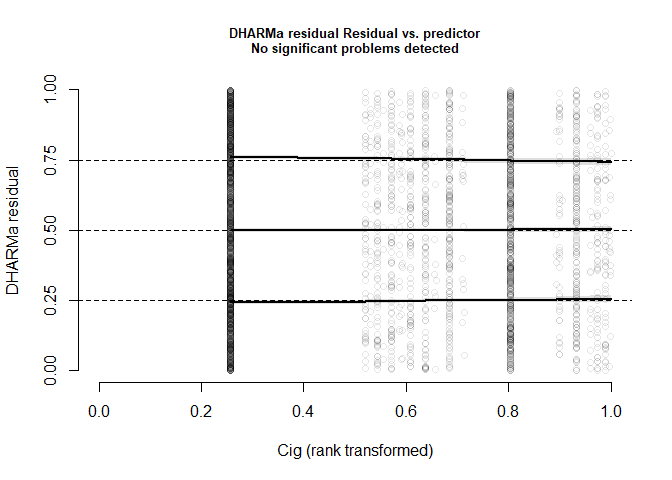 DHARMa residual Residual vs. predictor
No significant problems detected
DHARMa residual
1.00
0.75
0.50
0.25
0.00
0.0 0.2 0.4 0.6 0.8 1.0
Cig (rank transformed)